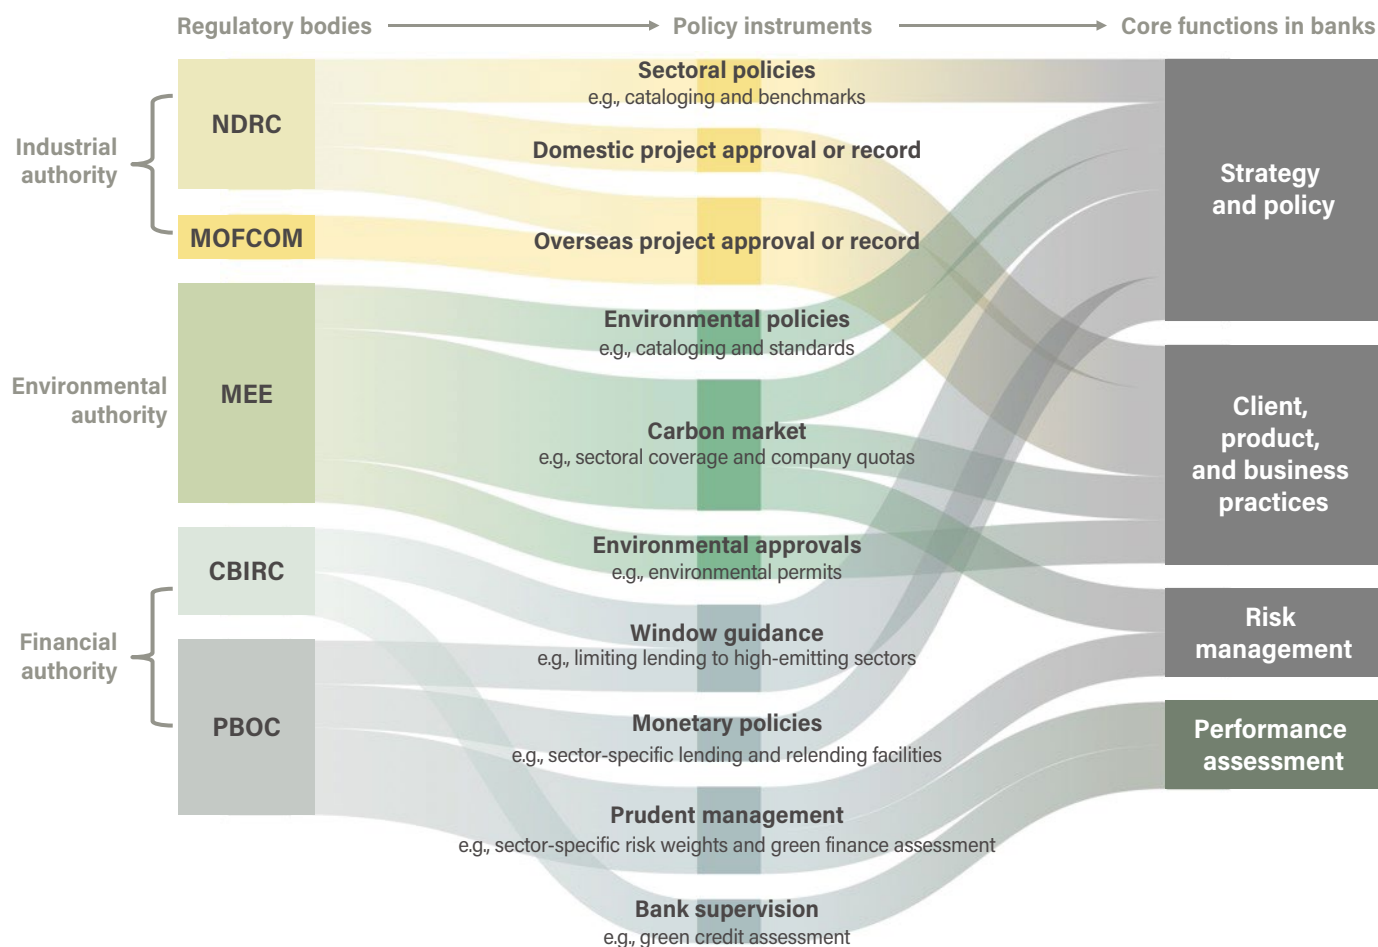 Regulatory bodies
Policy instruments
Core functions in banks
Industrial
authority
Environmental
authority
Financial
authority
NDRC
MOFCOM
MEE
CBIRC
PBOC
Sectoral policies
e.g., cataloging and benchmarks
Domestic project approval or record
Overseas project approval or record
Environmental policies
e.g., cataloging and standards
Carbon market
e.g., sectoral coverage and company quotas
Environmental approvals
e.g., environmental permits
Window guidance
e.g., limiting lending to high-emitting sectors
Monetary policies
e.g., sector-specific lending and relending facilities
Prudent management
e.g., sector-specific risk weights and green finance assessment
Bank supervision
e.g., green credit assessment
Strategy
and policy
Client,
product,
and business
practices
Risk
management
Performance
assessment